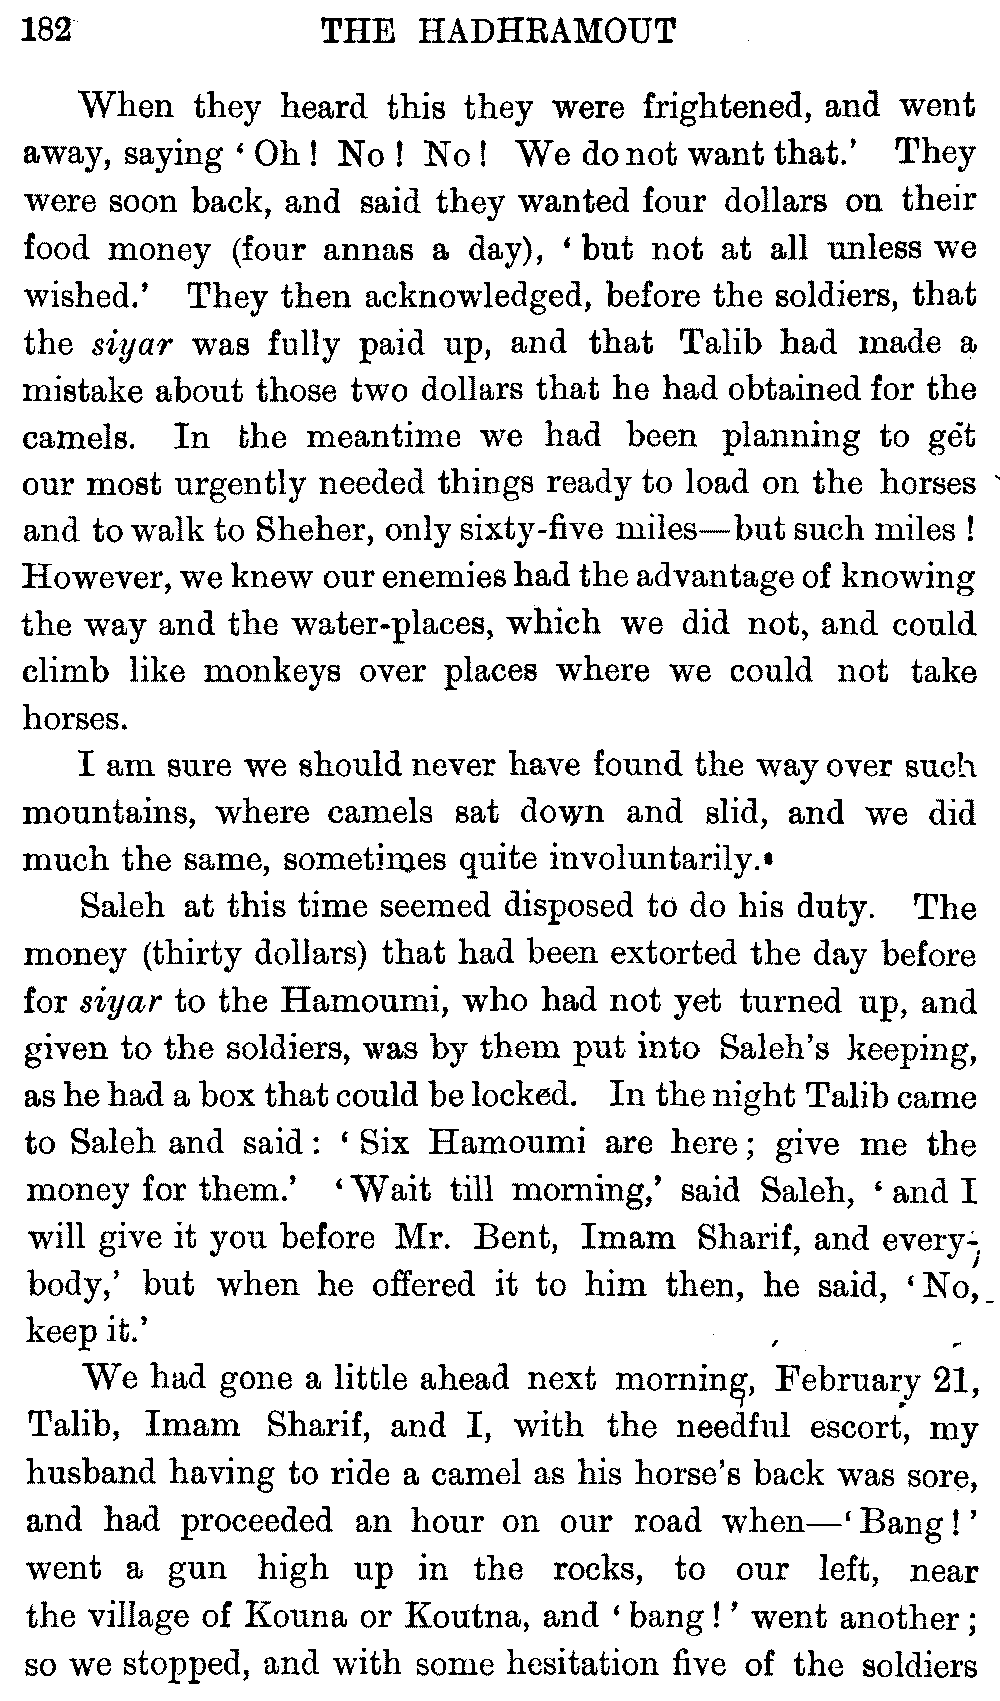 182 THE HADHRAMOUT
When they heard this they were frightened, and went
away, saying ‘ Oh ! No ! No ! We do not want that.’ They
were soon back, and said they wanted four dollars on their
food money (four annas a day), ‘ but not at all unless we
wished.’ They then acknowledged, before the soldiers, that
the siyar was fully paid up, and that Talib had made a
mistake about those two dollars that he had obtained for the
camels. In the meantime we had been planning to get
our most urgently needed things ready to load on the horses
and to walk to Sheher, only sixty-five miles—but such miles !
However, we knew our enemies had the advantage of knowing
the way and the water-places, which we did not, and could
climb like monkeys over places where we could not take
horses.
I am sure we should never have found the way over such
mountains, where camels sat down and slid, and we did
much the same, sometimes quite involuntarily.
Saleh at this time seemed disposed to do his duty. The
money (thirty dollars) that had been extorted the day before
for siyar to the Hamoumi, who had not yet turned up, and
given to the soldiers, was by them put into Saleh’s keeping,
as he had a box that could be locked. In the night Talib came
to Saleh and said : ‘ Six Hamoumi are here ; give me the
money for them.’ ‘ Wait till morning,’ said Saleh, ‘ and I
will give it you before Mr. Bent, Imam Sharif, and every-
body,’ but when he offered it to him then, he said, ‘ No,
keep it.’
We had gone a little ahead next morning, February 21,
Talib, Imam Sharif, and I, with the needful escort, my
husband having to ride a camel as his horse’s back was sore,
and had proceeded an hour on our road when—‘ Bang ! ’
went a gun high up in the rocks, to our left, near
the village of Kouna or Koutna, and ‘ bang ! ’ went another ;
so we stopped, and with some hesitation five of the soldiers